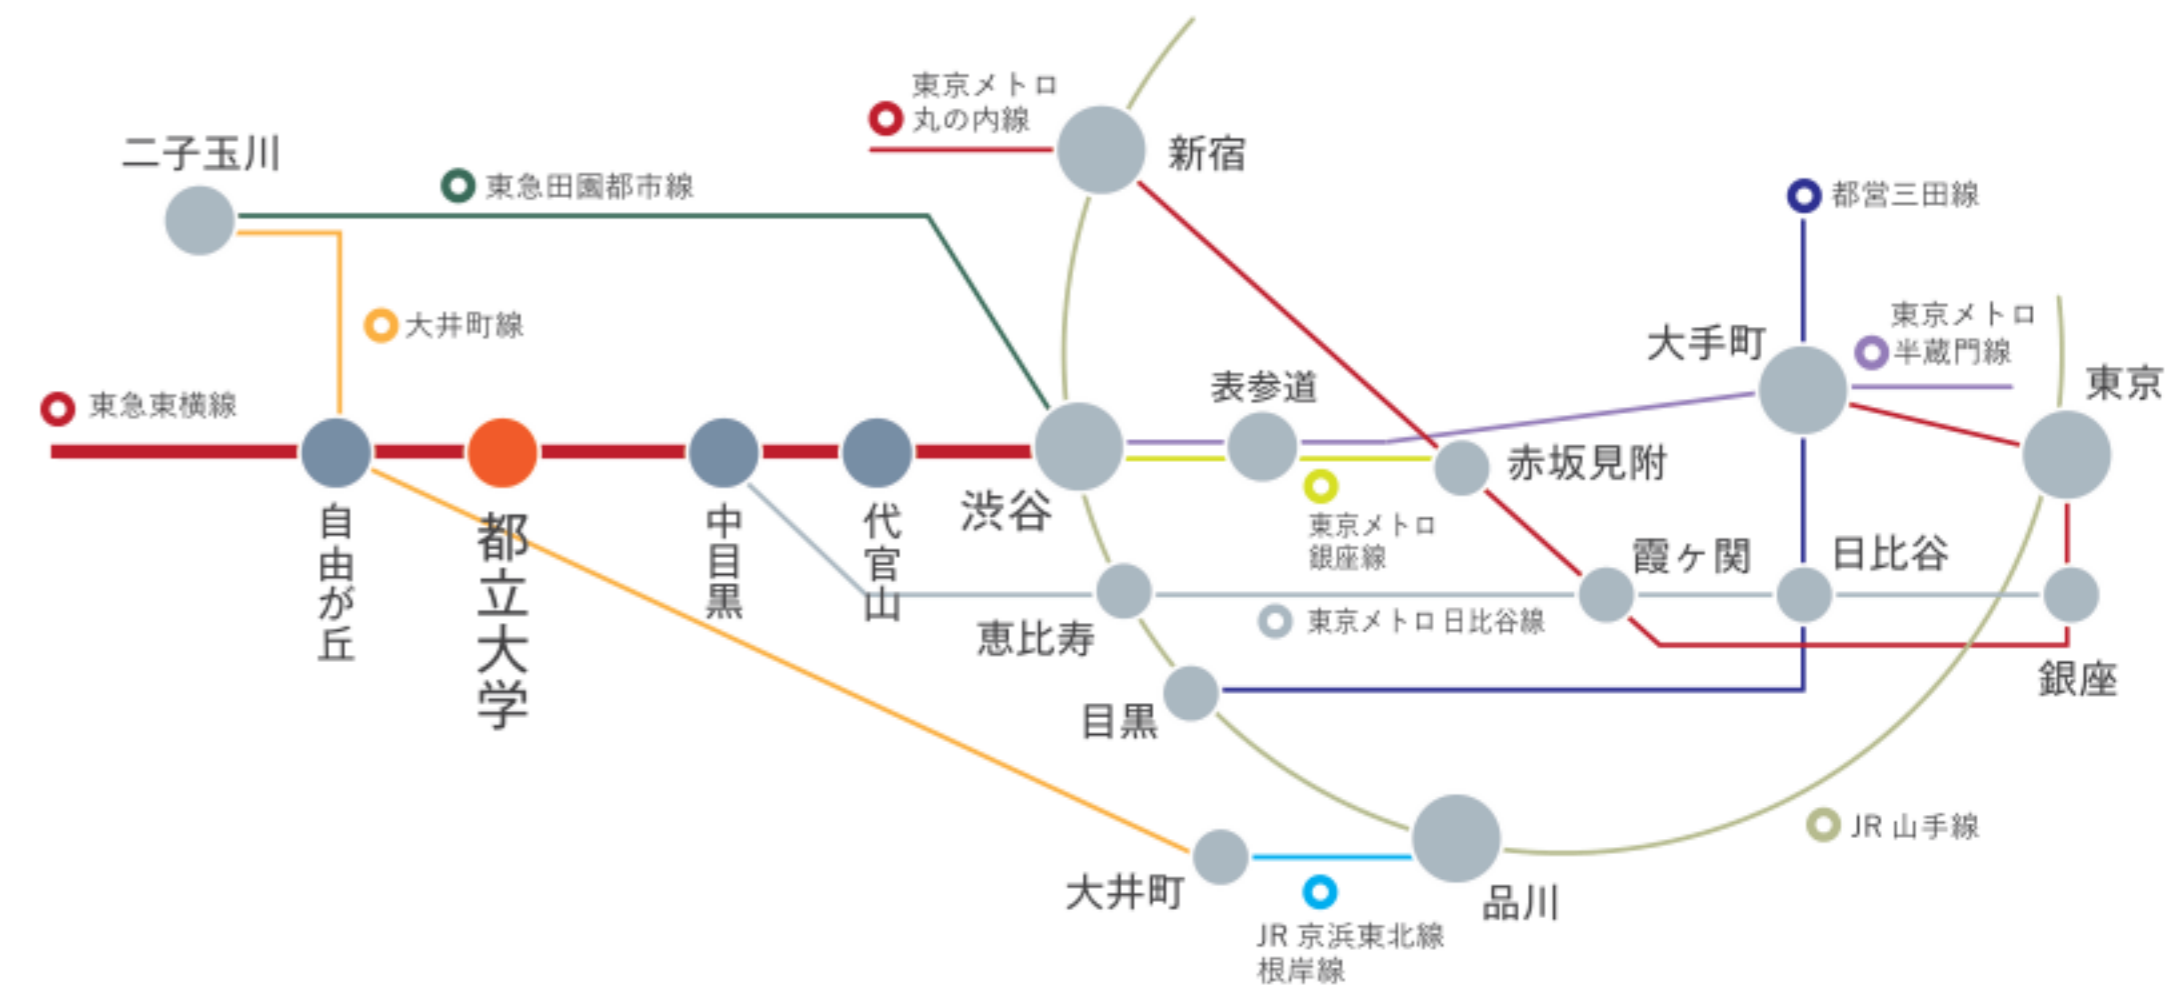 東京メトロ
丸の内線
新宿
二子玉川
東急田園都市線
都営三田線
大井町線
東京メトロ
半蔵門線
大手町
東京
表参道
東急東横線
赤坂見附
渋谷
自由が丘
都立大学
中目黒
代官山
東京メトロ
銀座線
霞ヶ関
日比谷
恵比寿
東京メトロ 日比谷線
銀座
目黒
JR 山手線
大井町
品川
JR 京浜東北線
根岸線